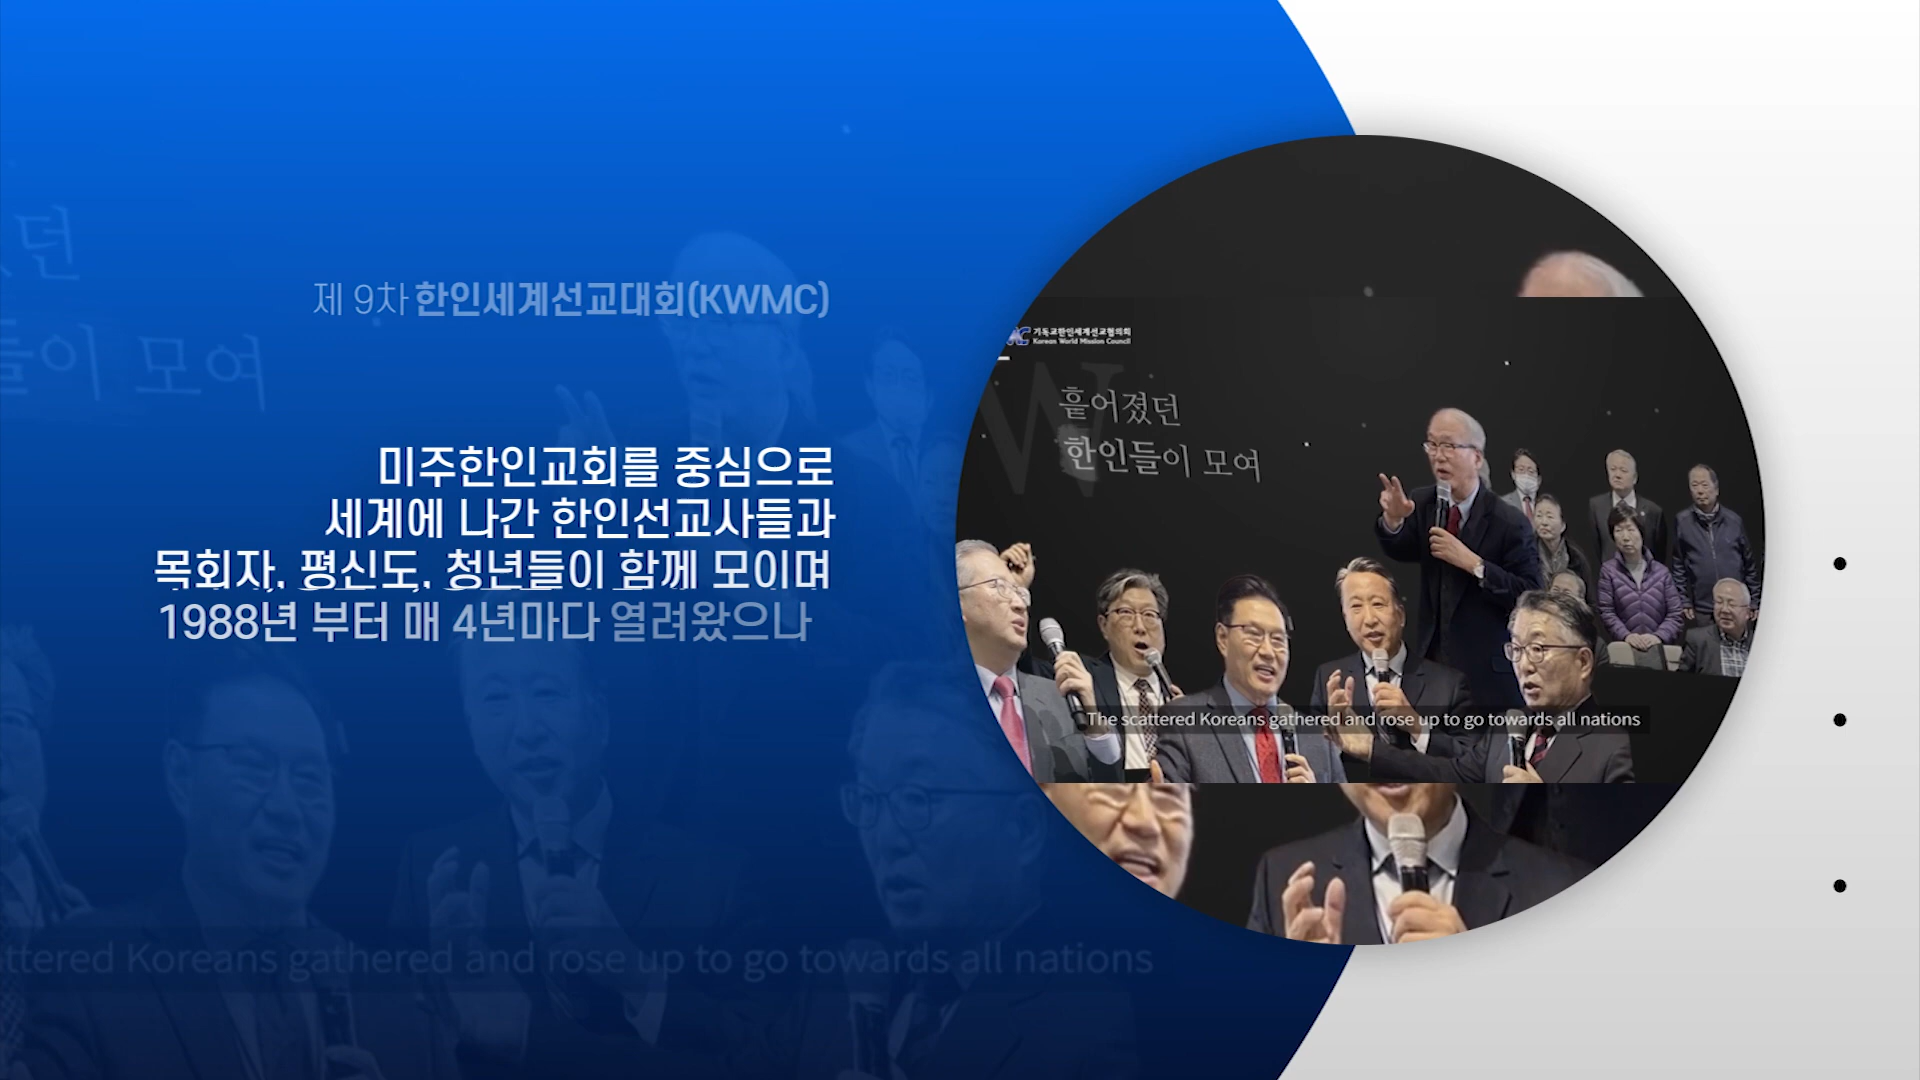 제 9차 한인세계선교대회(KWMC)
미주한인교회를 중심으로
세계에 나간 한인선교사들과
목회자, 평신도, 청년들이 함께 모이며
1988년 부터 매 4년마다 열려왔으나
기독교한인세계선교협의회
Korean World Mission Council
W
흩어졌던
한인들이 모여
The scattered Koreans gathered and rose up to go towards all nations
던
들이 모여
Koreans gathered and rose up to go towards all nations